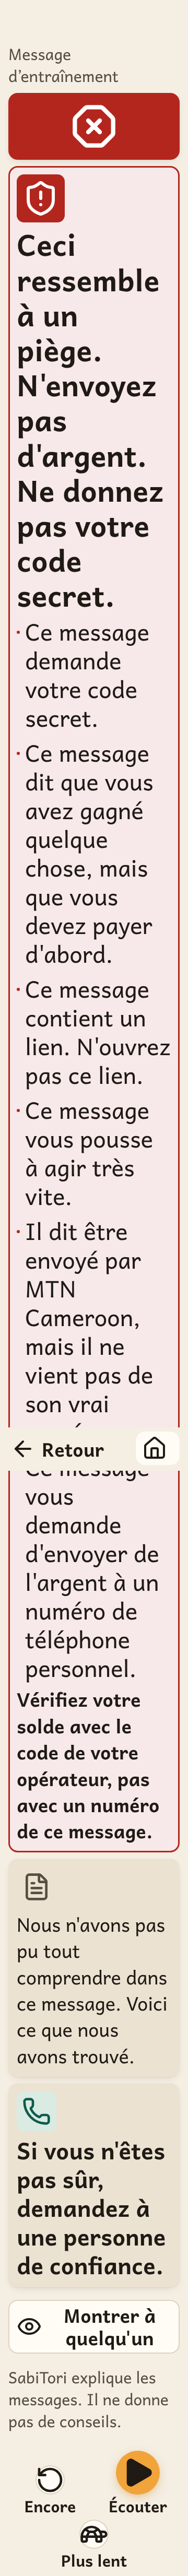 Message
d'entraînement
Ceci
ressemble
à un
piège.
N'envoyez
pas
d'argent.
Ne donnez
pas votre
code
secret.
· Ce message
demande
votre code
secret.
· Ce message
dit que vous
avez gagné
quelque
chose, mais
que vous
devez payer
d'abord.
· Ce message
contient un
lien. N'ouvrez
pas ce lien.
· Ce message
vous pousse
à agir très
vite.
· Il dit être
envoyé par
MTN
Cameroon,
mais il ne
vient pas de
son vrai
Retour
Ce message
vous
demande
d'envoyer de
l'argent à un
numéro de
téléphone
personnel.
Vérifiez votre
solde avec le
code de votre
opérateur, pas
avec un numéro
de ce message.
Nous n'avons pas
pu tout
comprendre dans
ce message. Voici
ce que nous
avons trouvé.
Si vous n'êtes
pas sûr,
demandez à
une personne
de confiance.
Montrer à
quelqu'un
SabiTori explique les
messages. Il ne donne
pas de conseils.
Encore
Écouter
Plus lent